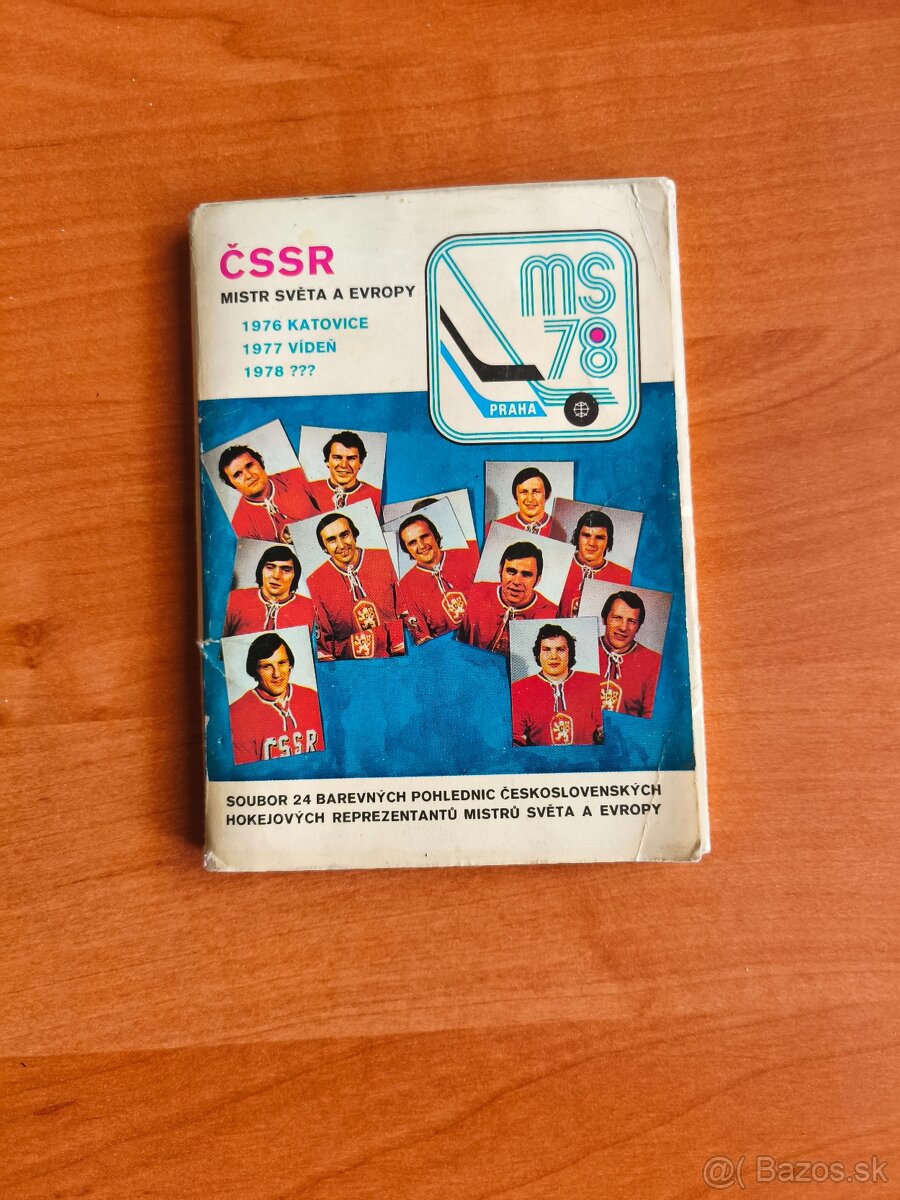 ČSSR
MISTR SVĚTA A EVROPY
1976 KATOVICE
1977 VÍDEŇ
1978 ???
ms
78
PRAHA
ČSSR
SOUBOR 24 BAREVNÝCH POHLEDNIC ČESKOSLOVENSKÝCH
HOKEJOVÝCH REPREZENTANTŮ MISTRŮ SVĚTA A EVROPY
@( Bazos.sk